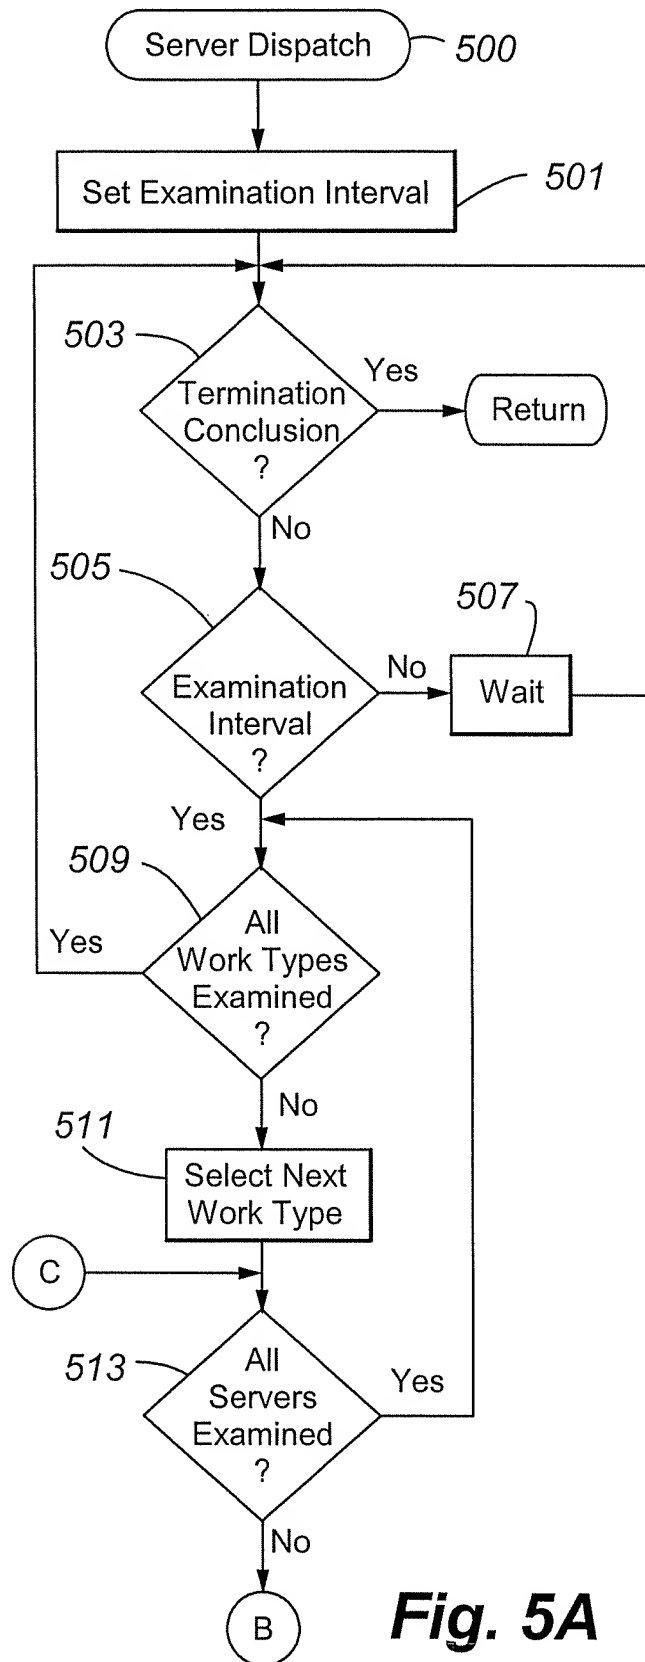 Server Dispatch
500
Set Examination Interval
501
503
Termination
Conclusion
?
Yes
Return
No
505
Examination
Interval
?
No
507
Wait
Yes
509
All
Work Types
Examined
?
Yes
No
511
Select Next
Work Type
C
513
All
Servers
Examined
?
Yes
No
B
Fig. 5A